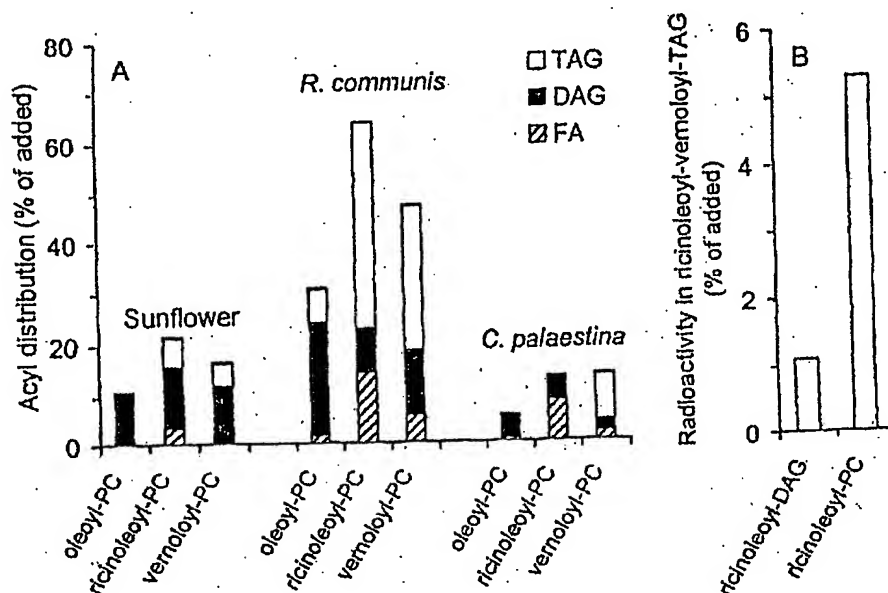 Acyl distribution (% of added)
80
60
40
20
0
A
TAG
DAG
FA
R. communis
Sunflower
C. palaestina
oleoyl-PC
ricinoleoyl-PC
vernoloyl-PC
oleoyl-PC
ricinoleoyl-PC
vernoloyl-PC
oleoyl-PC
ricinoleoyl-PC
vernoloyl-PC
B
Radioactivity in ricinoleoyl-vernoloyl-TAG
(% of added)
6
4
2
0
ricinoleoyl-DAG
ricinoleoyl-PC